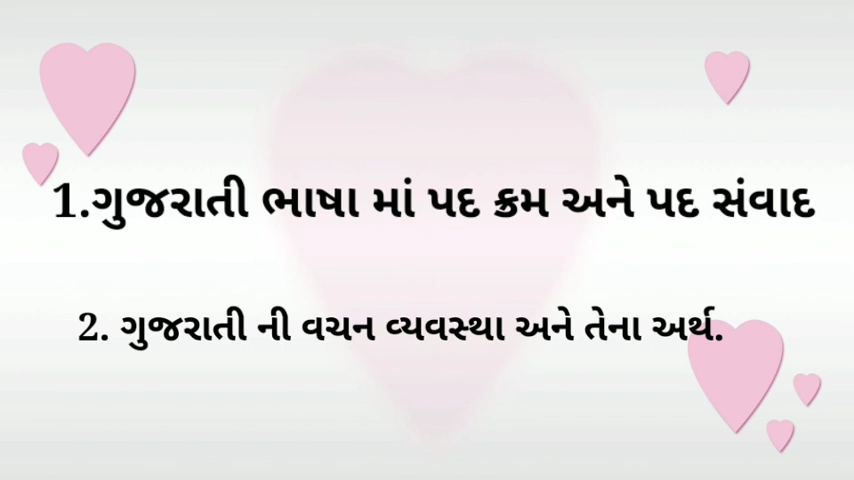 1.ગુજરાતી ભાષા માં પદ ક્રમ અને પદ સંવાદ
2. ગુજરાતી ની વચન વ્યવસ્થા અને તેના અર્થ.